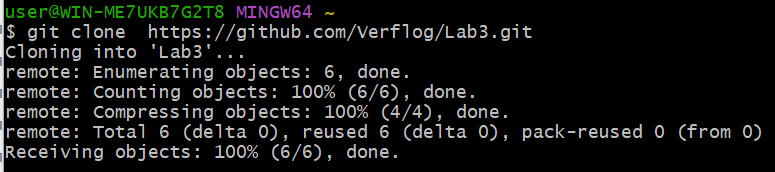 user@WIN-ME7UKB7G2T8 MINGW64 ~
$ git clone  https://github.com/Verflog/Lab3.git
Cloning into 'Lab3'...
remote: Enumerating objects: 6, done.
remote: Counting objects: 100% (6/6), done.
remote: Compressing objects: 100% (4/4), done.
remote: Total 6 (delta 0), reused 6 (delta 0), pack-reused 0 (from 0)
Receiving objects: 100% (6/6), done.